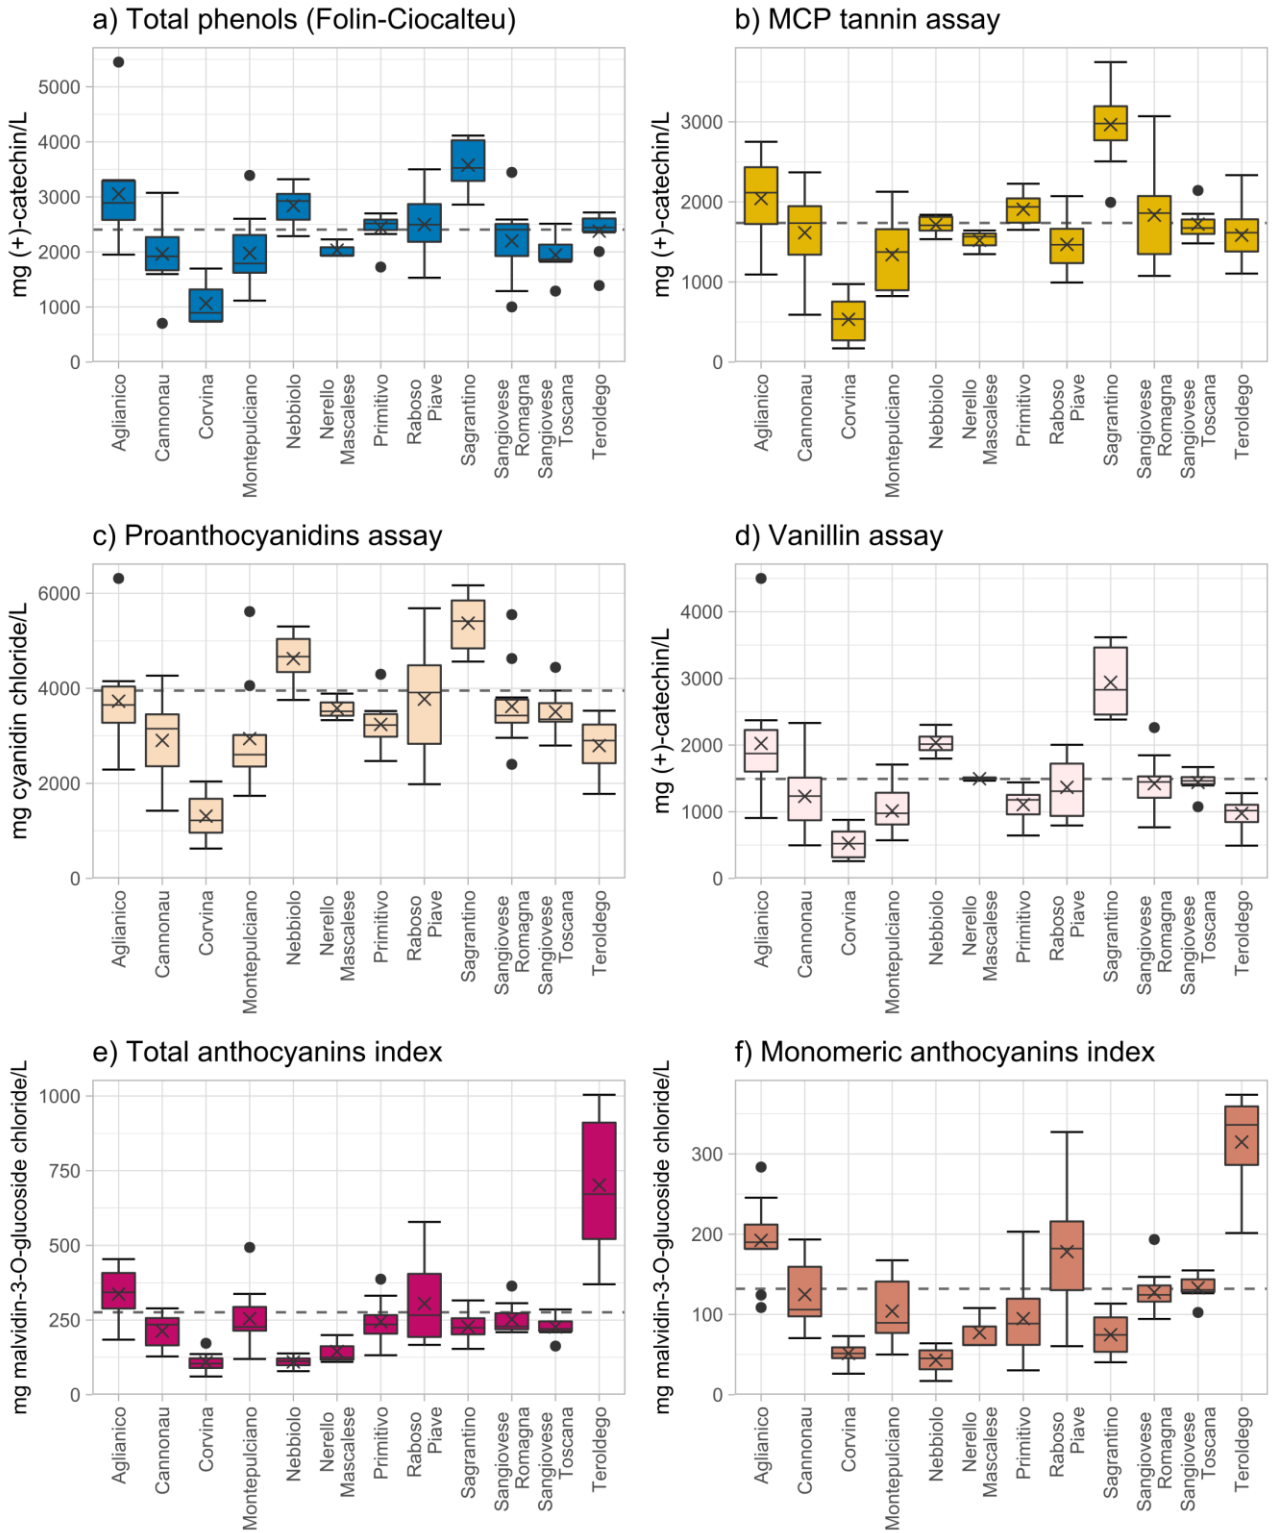 a) Total phenols (Folin-Ciocalteu)
mg (+)-catechin/L
5000
4000
3000
2000
1000
0
Aglianico
Cannonau
Corvina
Montepulciano
Nebbiolo
Nerello
Mascalese
Primitivo
Raboso
Piave
Sagrantino
Sangiovese
Romagna
Sangiovese
Toscana
Teroldego
b) MCP tannin assay
mg (+)-catechin/L
3000
2000
1000
0
Aglianico
Cannonau
Corvina
Montepulciano
Nebbiolo
Nerello
Mascalese
Primitivo
Raboso
Piave
Sagrantino
Sangiovese
Romagna
Sangiovese
Toscana
Teroldego
c) Proanthocyanidins assay
mg cyanidin chloride/L
6000
4000
2000
0
Aglianico
Cannonau
Corvina
Montepulciano
Nebbiolo
Nerello
Mascalese
Primitivo
Raboso
Piave
Sagrantino
Sangiovese
Romagna
Sangiovese
Toscana
Teroldego
d) Vanillin assay
mg (+)-catechin/L
4000
3000
2000
1000
0
Aglianico
Cannonau
Corvina
Montepulciano
Nebbiolo
Nerello
Mascalese
Primitivo
Raboso
Piave
Sagrantino
Sangiovese
Romagna
Sangiovese
Toscana
Teroldego
e) Total anthocyanins index
mg malvidin-3-O-glucoside chloride/L
1000
750
500
250
0
Aglianico
Cannonau
Corvina
Montepulciano
Nebbiolo
Nerello
Mascalese
Primitivo
Raboso
Piave
Sagrantino
Sangiovese
Romagna
Sangiovese
Toscana
Teroldego
f) Monomeric anthocyanins index
mg malvidin-3-O-glucoside chloride/L
300
200
100
0
Aglianico
Cannonau
Corvina
Montepulciano
Nebbiolo
Nerello
Mascalese
Primitivo
Raboso
Piave
Sagrantino
Sangiovese
Romagna
Sangiovese
Toscana
Teroldego